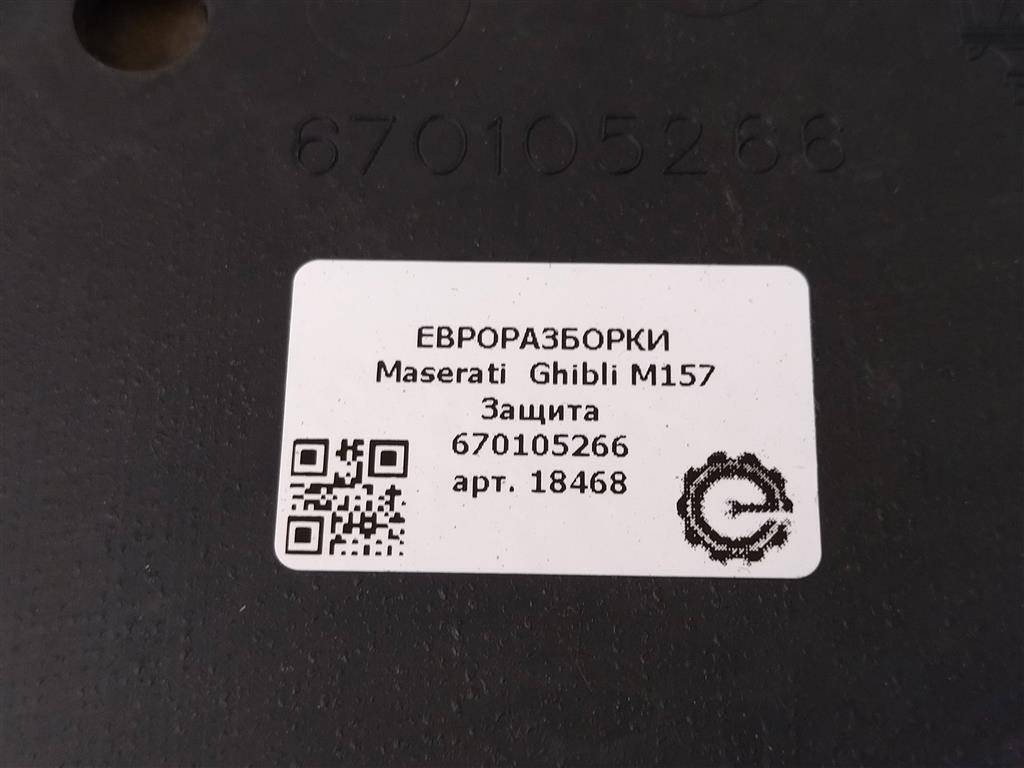 670105266
ЕВРОРАЗБОРКИ
Maserati Ghibli M157
Защита
670105266
арт. 18468